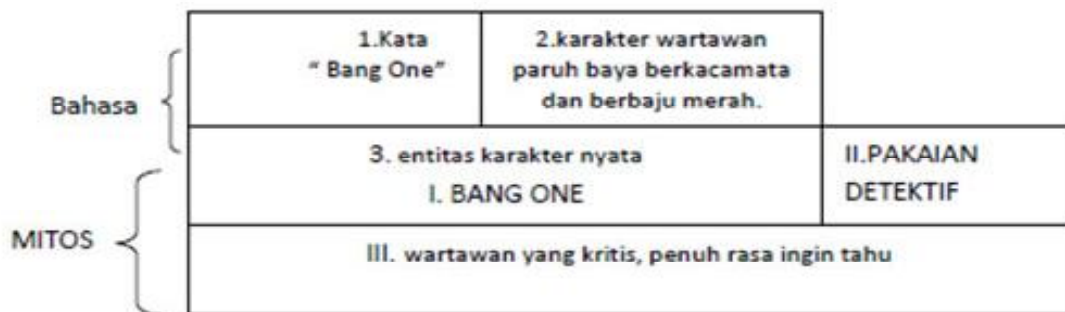 1.Kata
“ Bang One”
2.karakter wartawan
paruh baya berkacamata
dan berbaju merah.
Bahasa
3. entitas karakter nyata
I. BANG ONE
II.PAKAIAN
DETEKTIF
MITOS
III. wartawan yang kritis, penuh rasa ingin tahu